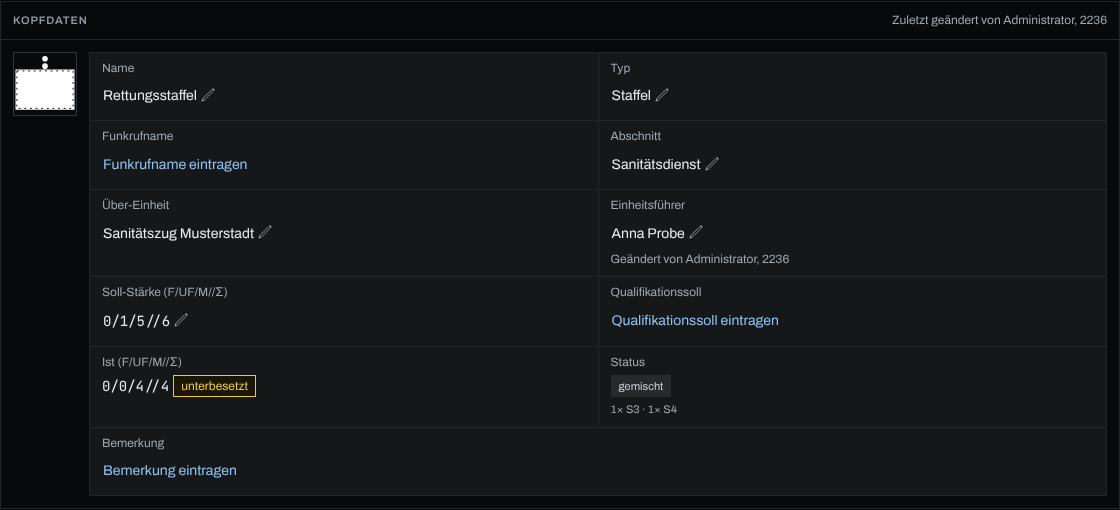 KOPFDATEN
Zuletzt geändert von Administrator, 2236
Name
Rettungsstaffel
Typ
Staffel
Funkrufname
Funkrufname eintragen
Abschnitt
Sanitätsdienst
Über-Einheit
Sanitätszug Musterstadt
Einheitsführer
Anna Probe
Geändert von Administrator, 2236
Soll-Stärke (F/UF/M//Σ)
0/1/5//6
Qualifikationssoll
Qualifikationssoll eintragen
Ist (F/UF/M//Σ)
0/0/4//4 unterbesetzt
Status
gemischt
1× S3 · 1× S4
Bemerkung
Bemerkung eintragen